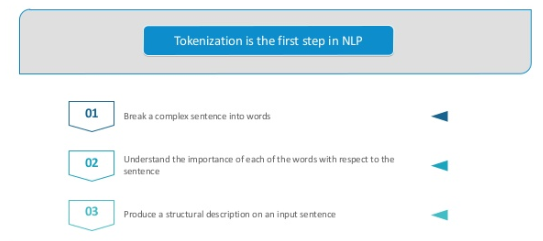 Tokenization is the first step in NLP
01
Break a complex sentence into words
02
Understand the importance of each of the words with respect to the
sentence
03
Produce a structural description on an input sentence